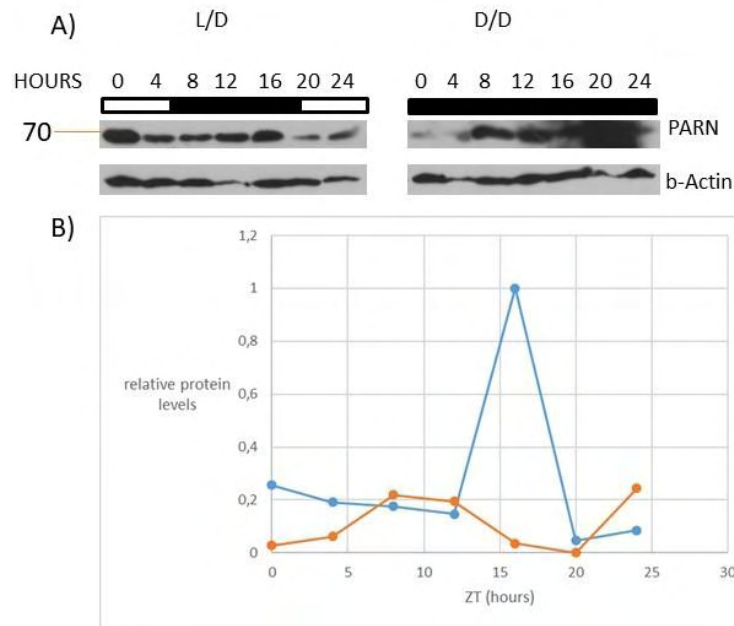 A) L/D D/D
HOURS 0 4 8 12 16 20 24 0 4 8 12 16 20 24
70 PARN
b-Actin
B)
1,2
1
0,8
0,6
0,4
0,2
0
relative protein
levels
0 5 10 15 20 25 30
ZT (hours)